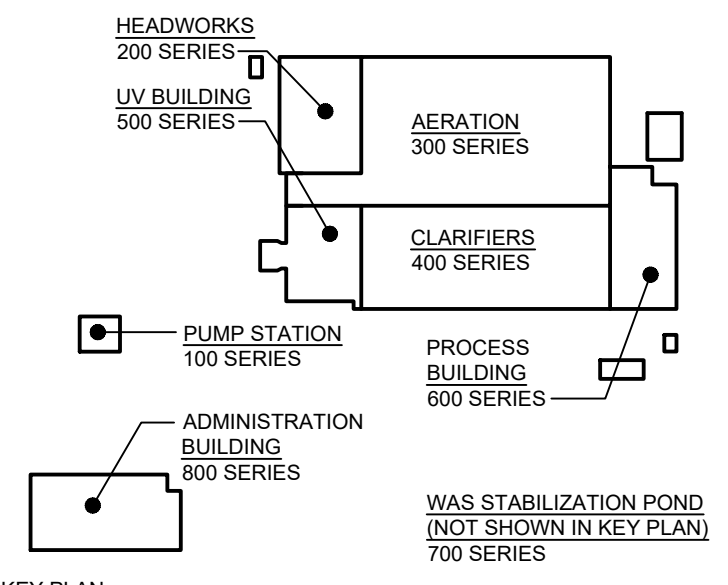 HEADWORKS
200 SERIES
UV BUILDING
500 SERIES
AERATION
300 SERIES
CLARIFIERS
400 SERIES
PUMP STATION
100 SERIES
PROCESS
BUILDING
600 SERIES
ADMINISTRATION
BUILDING
800 SERIES
WAS STABILIZATION POND
(NOT SHOWN IN KEY PLAN)
700 SERIES
KEY PLAN